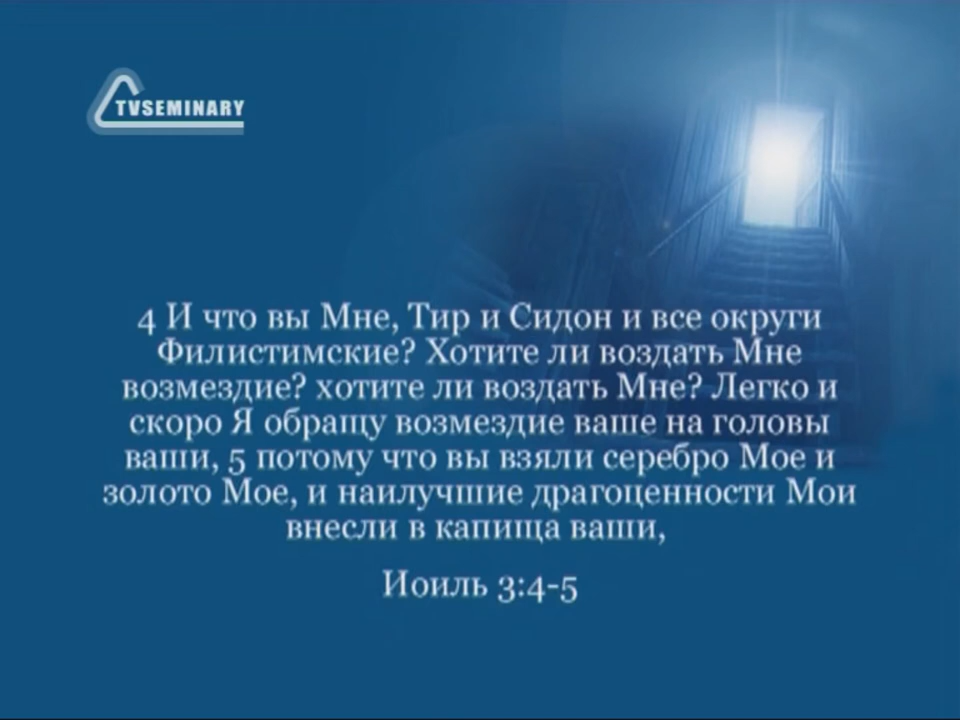 TVSEMINARY
4 И что вы Мне, Тир и Сидон и все округи
Филистимские? Хотите ли воздать Мне
возмездие? хотите ли воздать Мне? Легко и
скоро Я обращу возмездие ваше на головы
ваши, 5 потому что вы взяли серебро Мое и
золото Мое, и наилучшие драгоценности Мои
внесли в капища ваши,
Иоиль 3:4-5